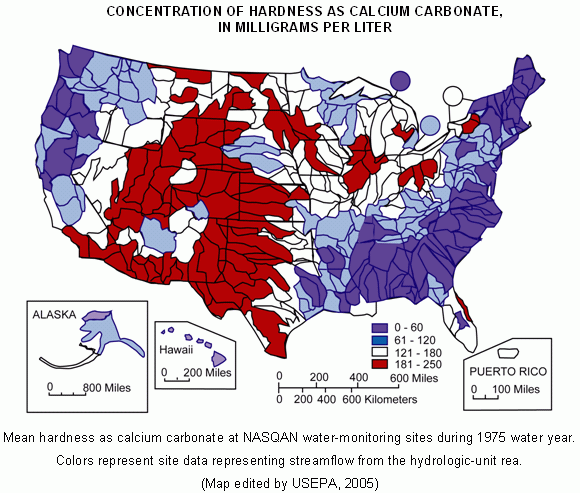 CONCENTRATION OF HARDNESS AS CALCIUM CARBONATE,
IN MILLIGRAMS PER LITER
ALASKA
0 800 Miles
Hawaii
0 200 Miles
0 - 60
61 - 120
121 - 180
181 - 250
0 200 400 600 Miles
0 200 400 600 Kilometers
PUERTO RICO
0 100 Miles
Mean hardness as calcium carbonate at NASQAN water-monitoring sites during 1975 water year.
Colors represent site data representing streamflow from the hydrologic-unit rea.
(Map edited by USEPA, 2005)